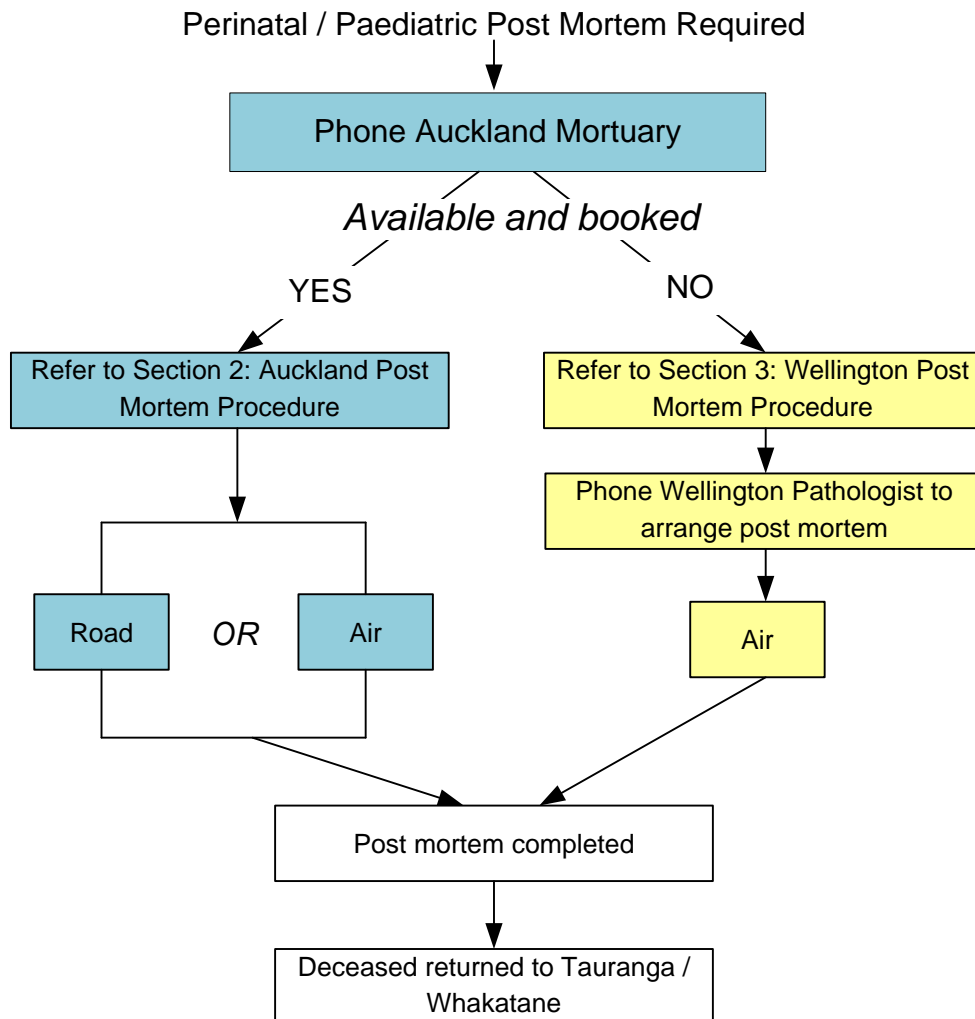 Perinatal / Paediatric Post Mortem Required
Phone Auckland Mortuary
Available and booked
YES
NO
Refer to Section 2: Auckland Post
Mortem Procedure
Refer to Section 3: Wellington Post
Mortem Procedure
Phone Wellington Pathologist to
arrange post mortem
Road
OR
Air
Air
Post mortem completed
Deceased returned to Tauranga /
Whakatane